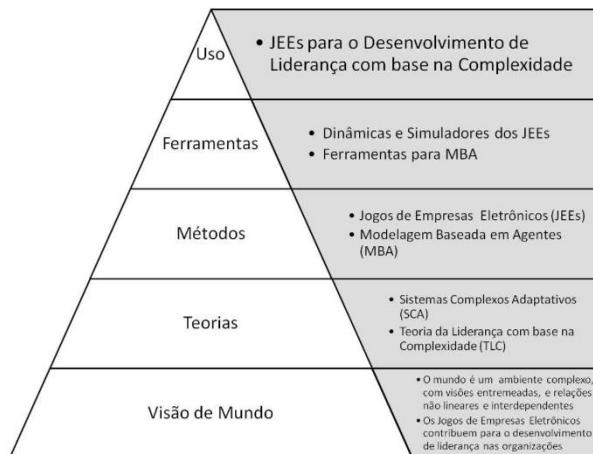 Uso
• JEEs para o Desenvolvimento de
Liderança com base na Complexidade
Ferramentas
• Dinâmicas e Simuladores dos JEEs
• Ferramentas para MBA
Métodos
• Jogos de Empresas Eletrônicos (JEEs)
• Modelagem Baseada em Agentes
(MBA)
Teorias
• Sistemas Complexos Adaptativos
(SCA)
• Teoria da Liderança com base na
Complexidade (TLC)
Visão de Mundo
• O mundo é um ambiente complexo,
com visões entremeadas, e relações
não lineares e interdependentes
• Os Jogos de Empresas Eletrônicos
contribuem para o desenvolvimento
de liderança nas organizações